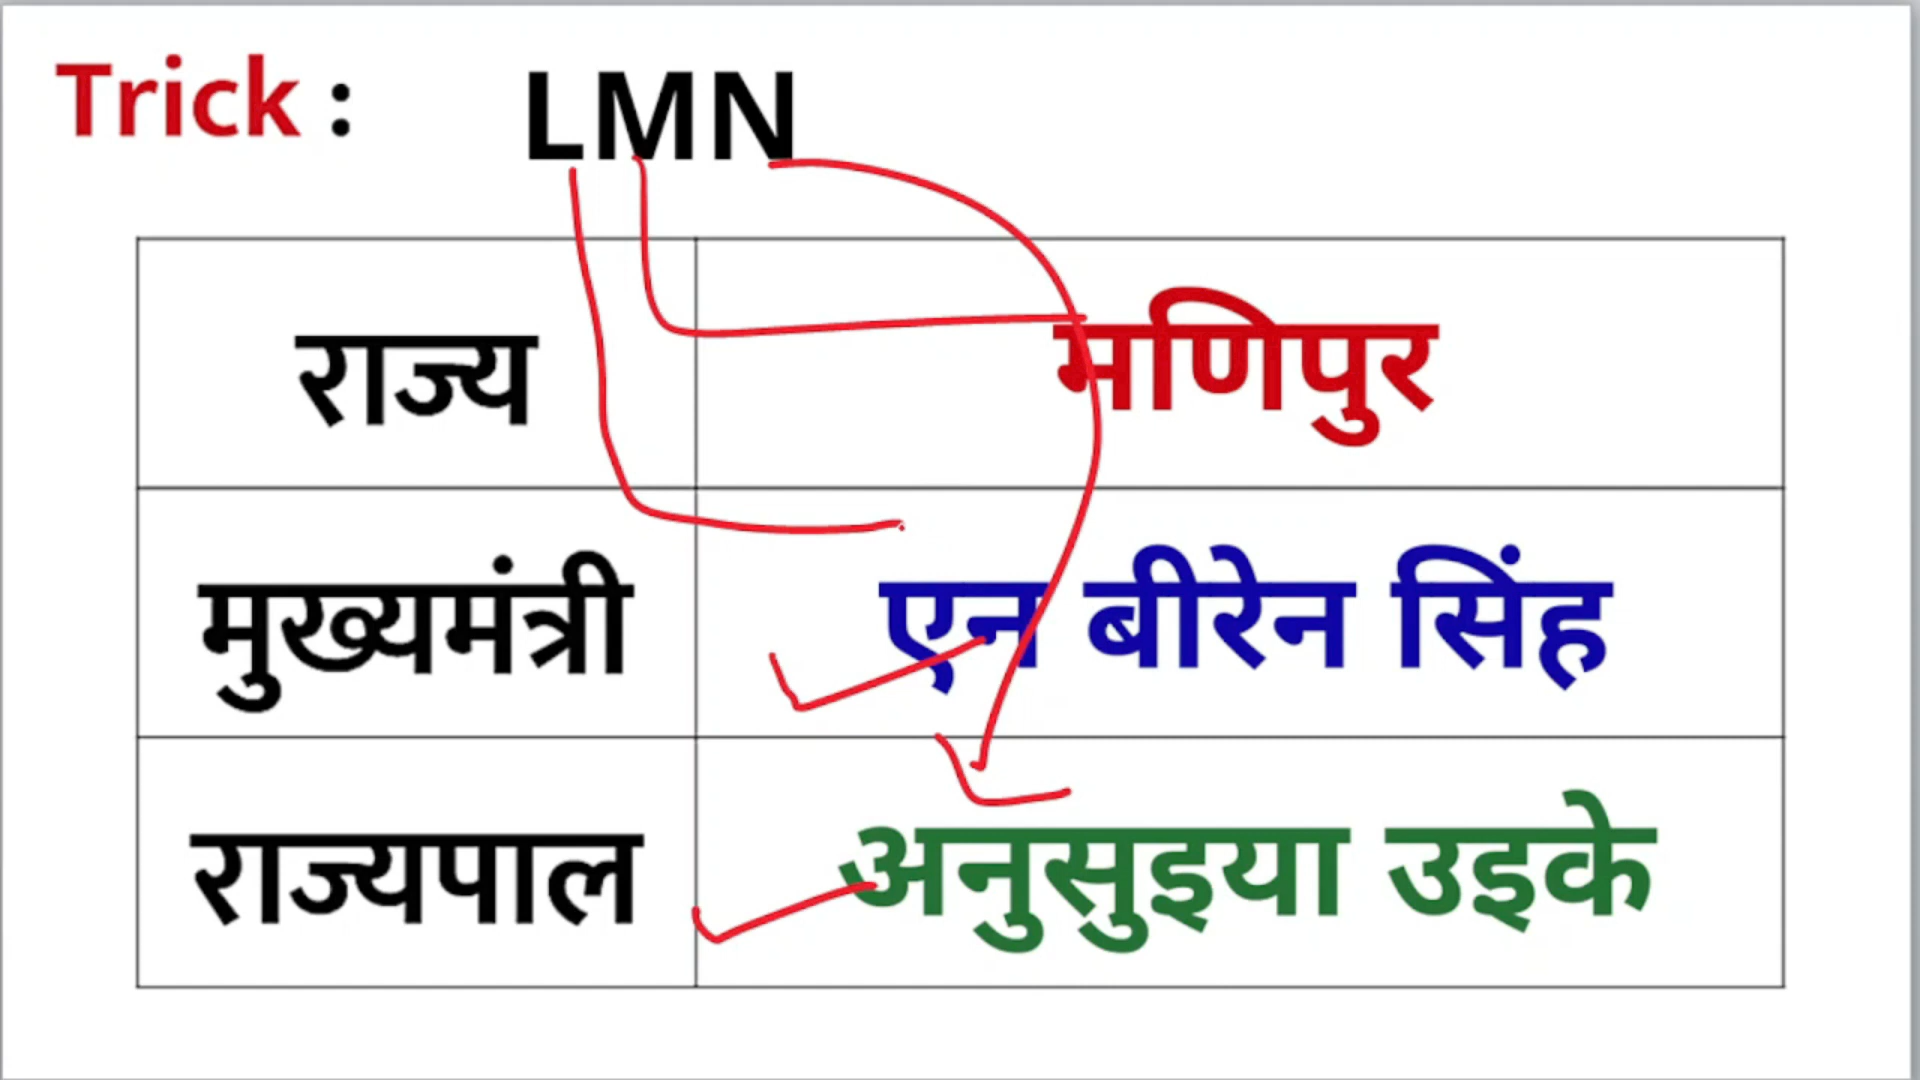 Trick : LMN
राज्य मणिपुर
मुख्यमंत्री एन बीरेन सिंह
राज्यपाल अनुसुइया उइके